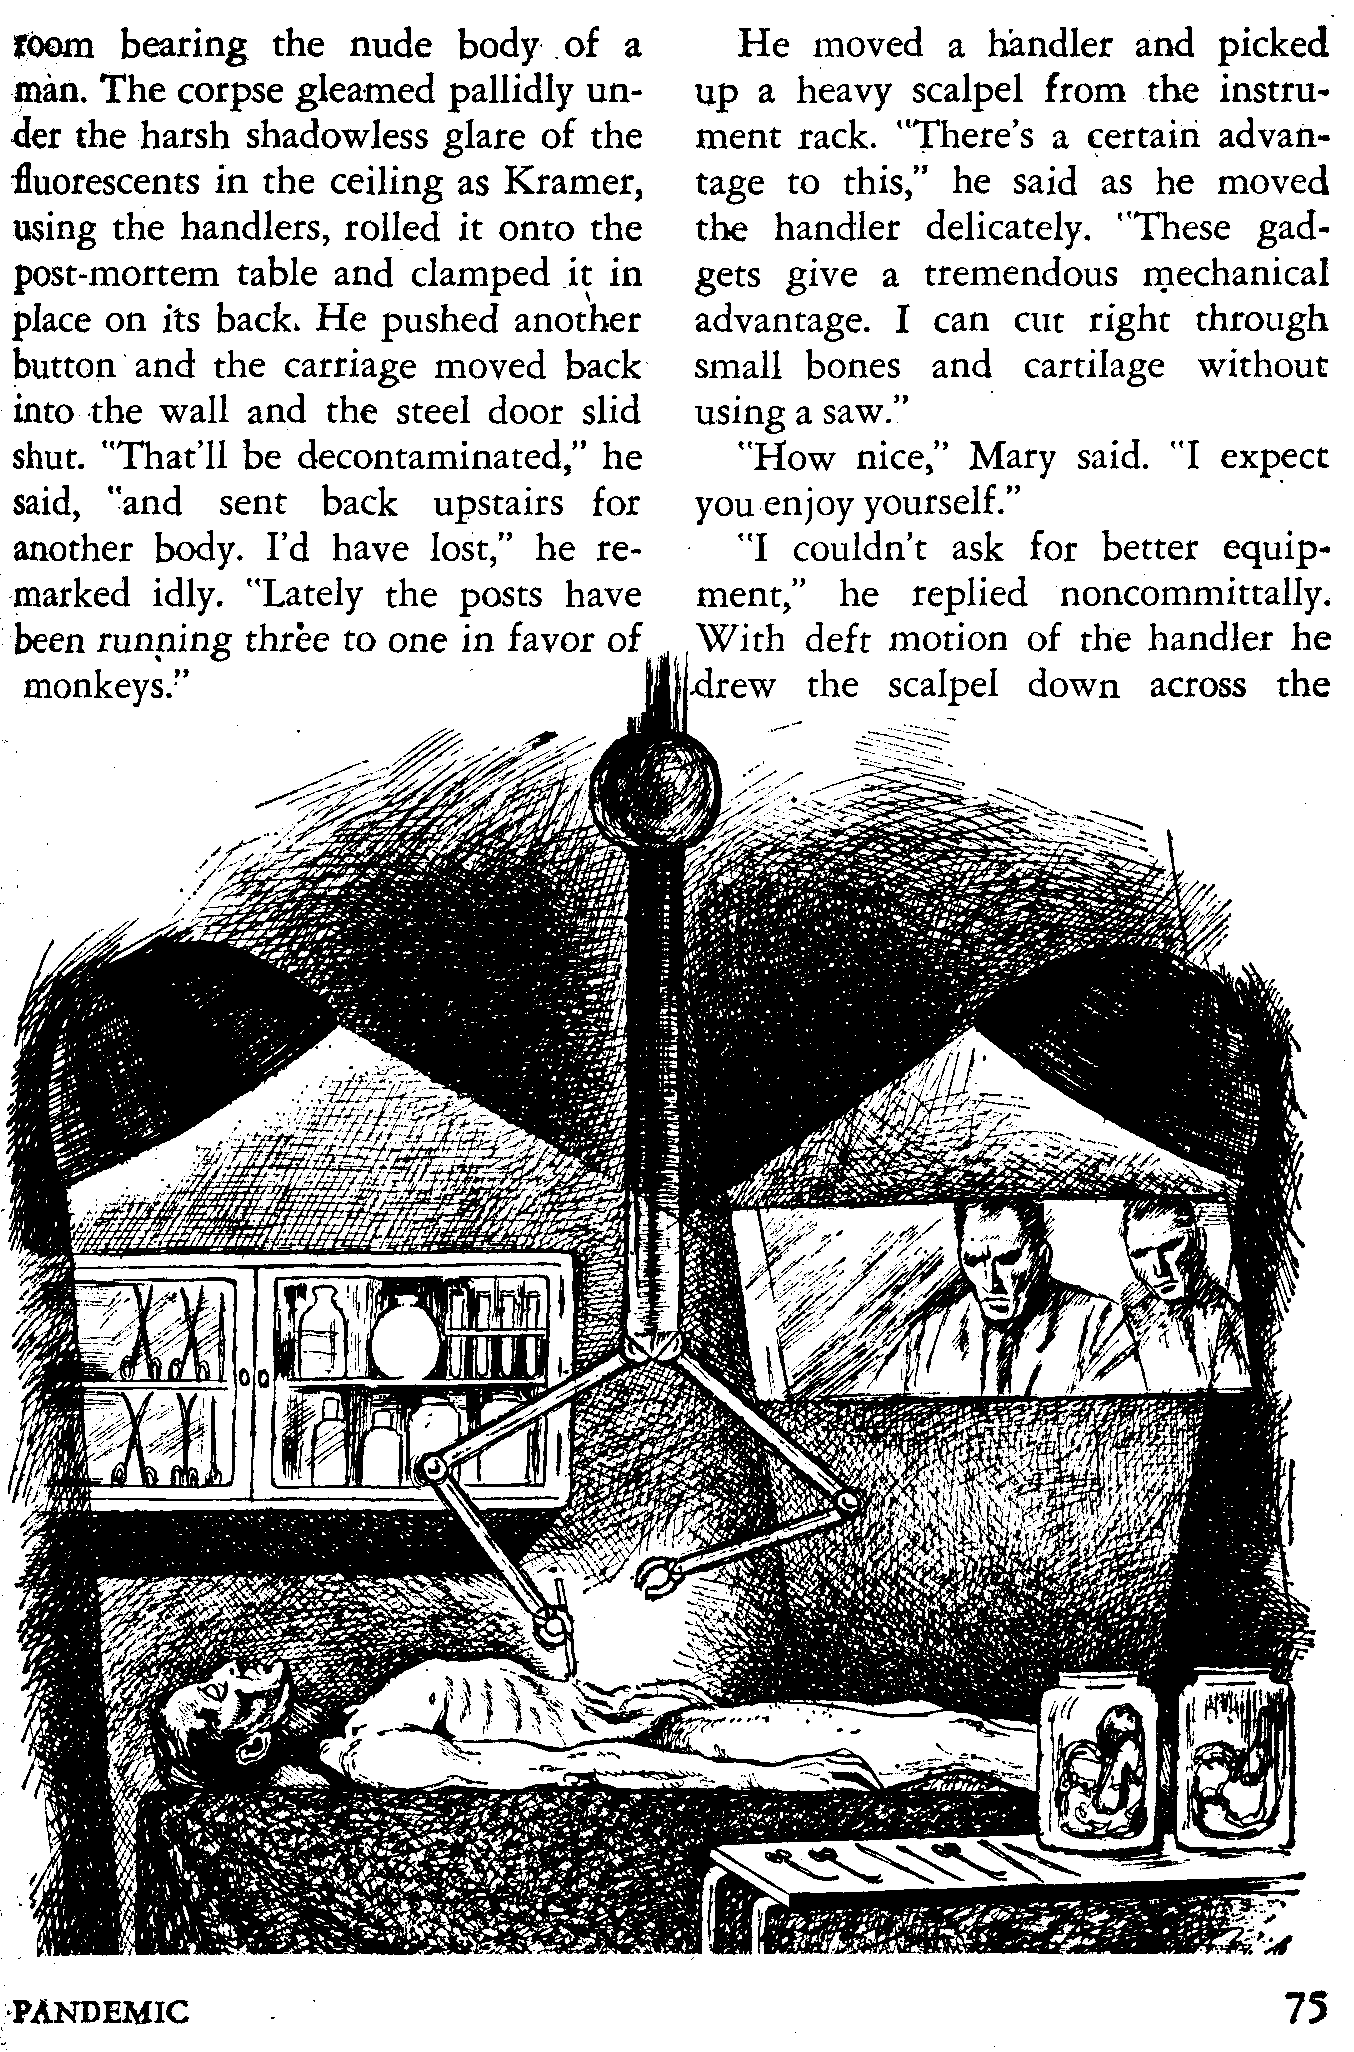 room bearing the nude body of a
man. The corpse gleamed pallidly un-
der the harsh shadowless glare of the
fluorescents in the ceiling as Kramer,
using the handlers, rolled it onto the
post-mortem table and clamped it in
place on its back. He pushed another
button and the carriage moved back
into the wall and the steel door slid
shut. "That'll be decontaminated," he
said, "and sent back upstairs for
another body. I'd have lost," he re-
marked idly. "Lately the posts have
been running three to one in favor of
monkeys."
He moved a handler and picked
up a heavy scalpel from the instru-
ment rack. "There's a certain advan-
tage to this," he said as he moved
the handler delicately. "These gad-
gets give a tremendous mechanical
advantage. I can cut right through
small bones and cartilage without
using a saw."
"How nice," Mary said. "I expect
you enjoy yourself."
"I couldn't ask for better equip-
ment," he replied noncommittally.
With deft motion of the handler he
drew the scalpel down across the
PANDEMIC
75